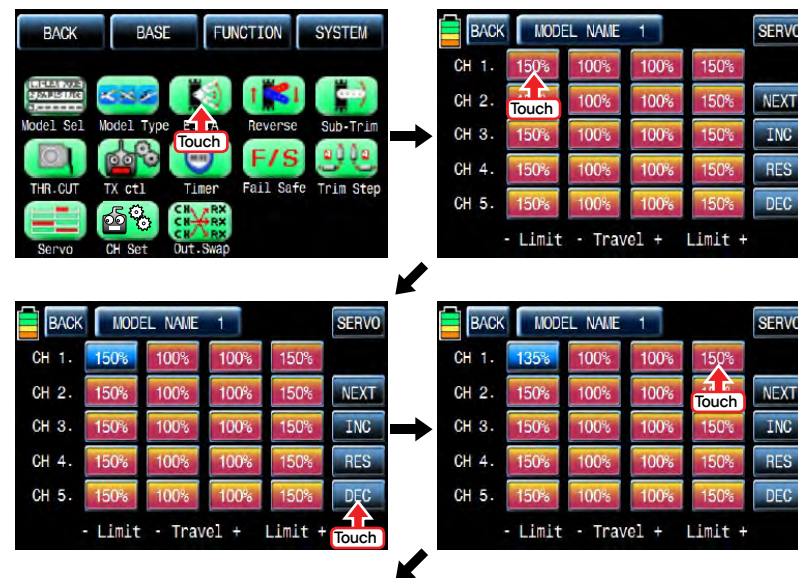 BACK BASE FUNCTION SYSTEM
Model Sel Model Type Reverse Sub-Trim
Touch
F/S
THR.CUT TX ctl Timer Fail Safe Trim Step
CH RX
CH RX
CH RX
Servo CH Set Out.Swap
BACK MODEL NAME 1 SERVO
CH 1. 150% 100% 100% 150%
CH 2. 100% 100% 150% NEXT
Touch
CH 3. 150% 100% 100% 150% INC
CH 4. 150% 100% 100% 150% RES
CH 5. 150% 100% 100% 150% DEC
- Limit - Travel + Limit +
BACK MODEL NAME 1 SERVO
CH 1. 150% 100% 100% 150%
CH 2. 150% 100% 100% 150% NEXT
CH 3. 150% 100% 100% 150% INC
CH 4. 150% 100% 100% 150% RES
CH 5. 150% 100% 100% 150% DEC
- Limit - Travel + Limit +
Touch
BACK MODEL NAME 1 SERVO
CH 1. 135% 100% 100% 150%
CH 2. 150% 100% 100% NEXT
Touch
CH 3. 150% 100% 100% 150% INC
CH 4. 150% 100% 100% 150% RES
CH 5. 150% 100% 100% 150% DEC
- Limit - Travel + Limit +